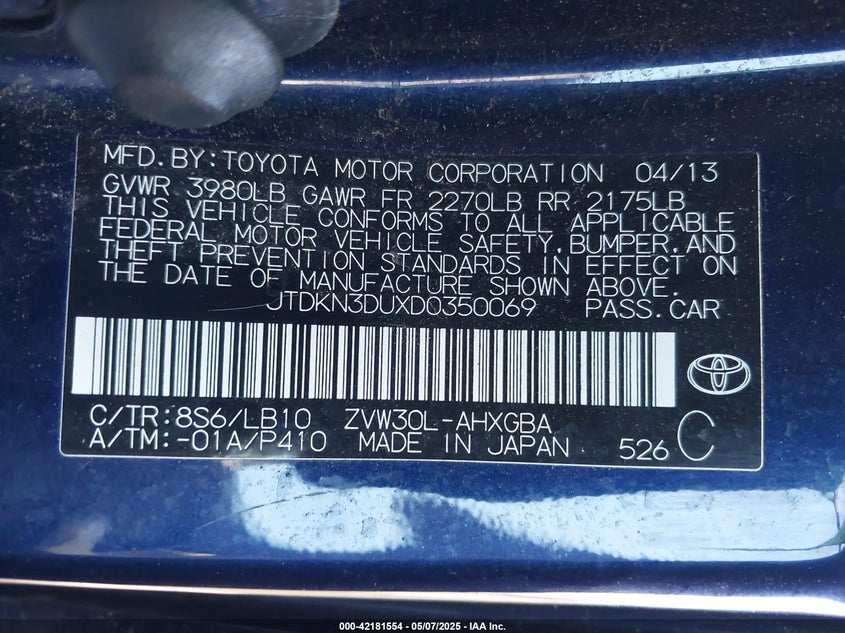 MFD.BY:TOYOTA MOTOR CORPORATION 04/13
GVWR 3980LB GAWR FR 2270LB RR 2175LB
THIS VEHICLE CONFORMS TO ALL APPLICABLE
FEDERAL MOTOR VEHICLE SAFETY,BUMPER,AND
THEFT PREVENTION STANDARDS IN EFFECT ON
THE DATE OF MANUFACTURE SHOWN ABOVE.
JTDKN3DUXD0350069 PASS.CAR
C/TR:8S6/LB10 ZVW30L-AHXGBA
A/TM:-01A/P410 MADE IN JAPAN 526 C
000-42181554 - 05/07/2025 - IAA Inc.